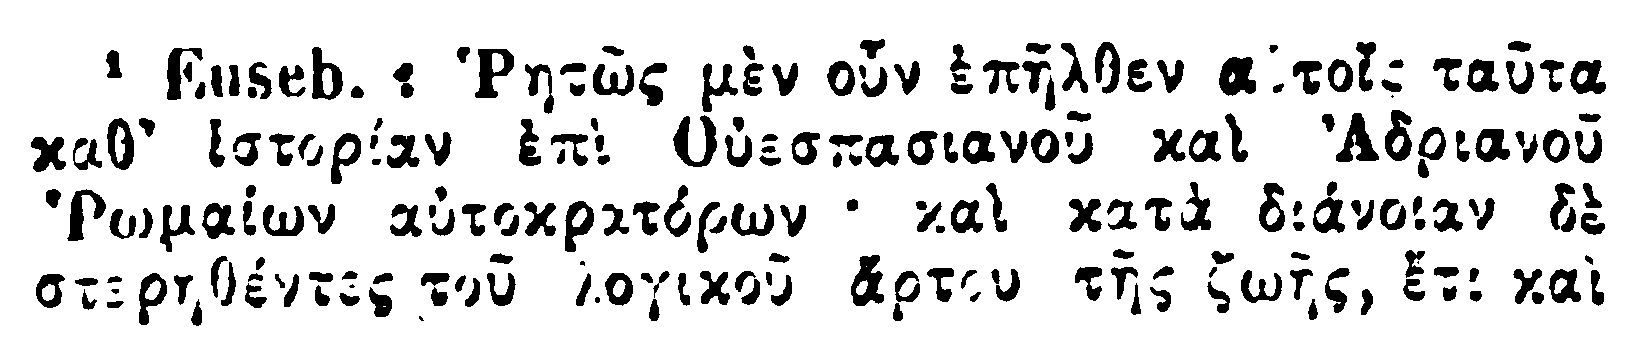 ¹ Euseb. : Ῥητῶς μὲν οὖν ἐπῆλθεν αὐτοῖς ταῦτα
καθ’ ἱστορίαν ἐπὶ Οὐεσπασιανοῦ καὶ Ἀδριανοῦ
Ῥωμαίων αὐτοκρατόρων · καὶ κατὰ διάνοιαν δὲ
στερηθέντες τοῦ λογικοῦ ἄρτου τῆς ζωῆς, ἔτι καὶ